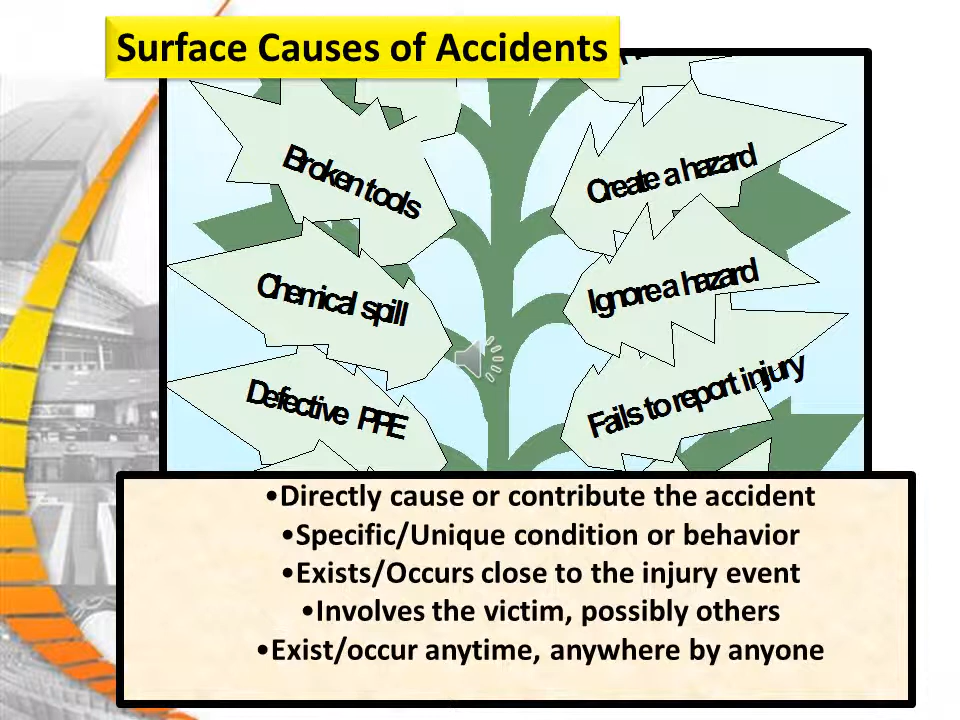 Surface Causes of Accidents
Broken tools
Create a hazard
Chemical spill
Ignore a hazard
Defective PPE
Fails to report injury
•Directly cause or contribute the accident
•Specific/Unique condition or behavior
•Exists/Occurs close to the injury event
•Involves the victim, possibly others
•Exist/occur anytime, anywhere by anyone